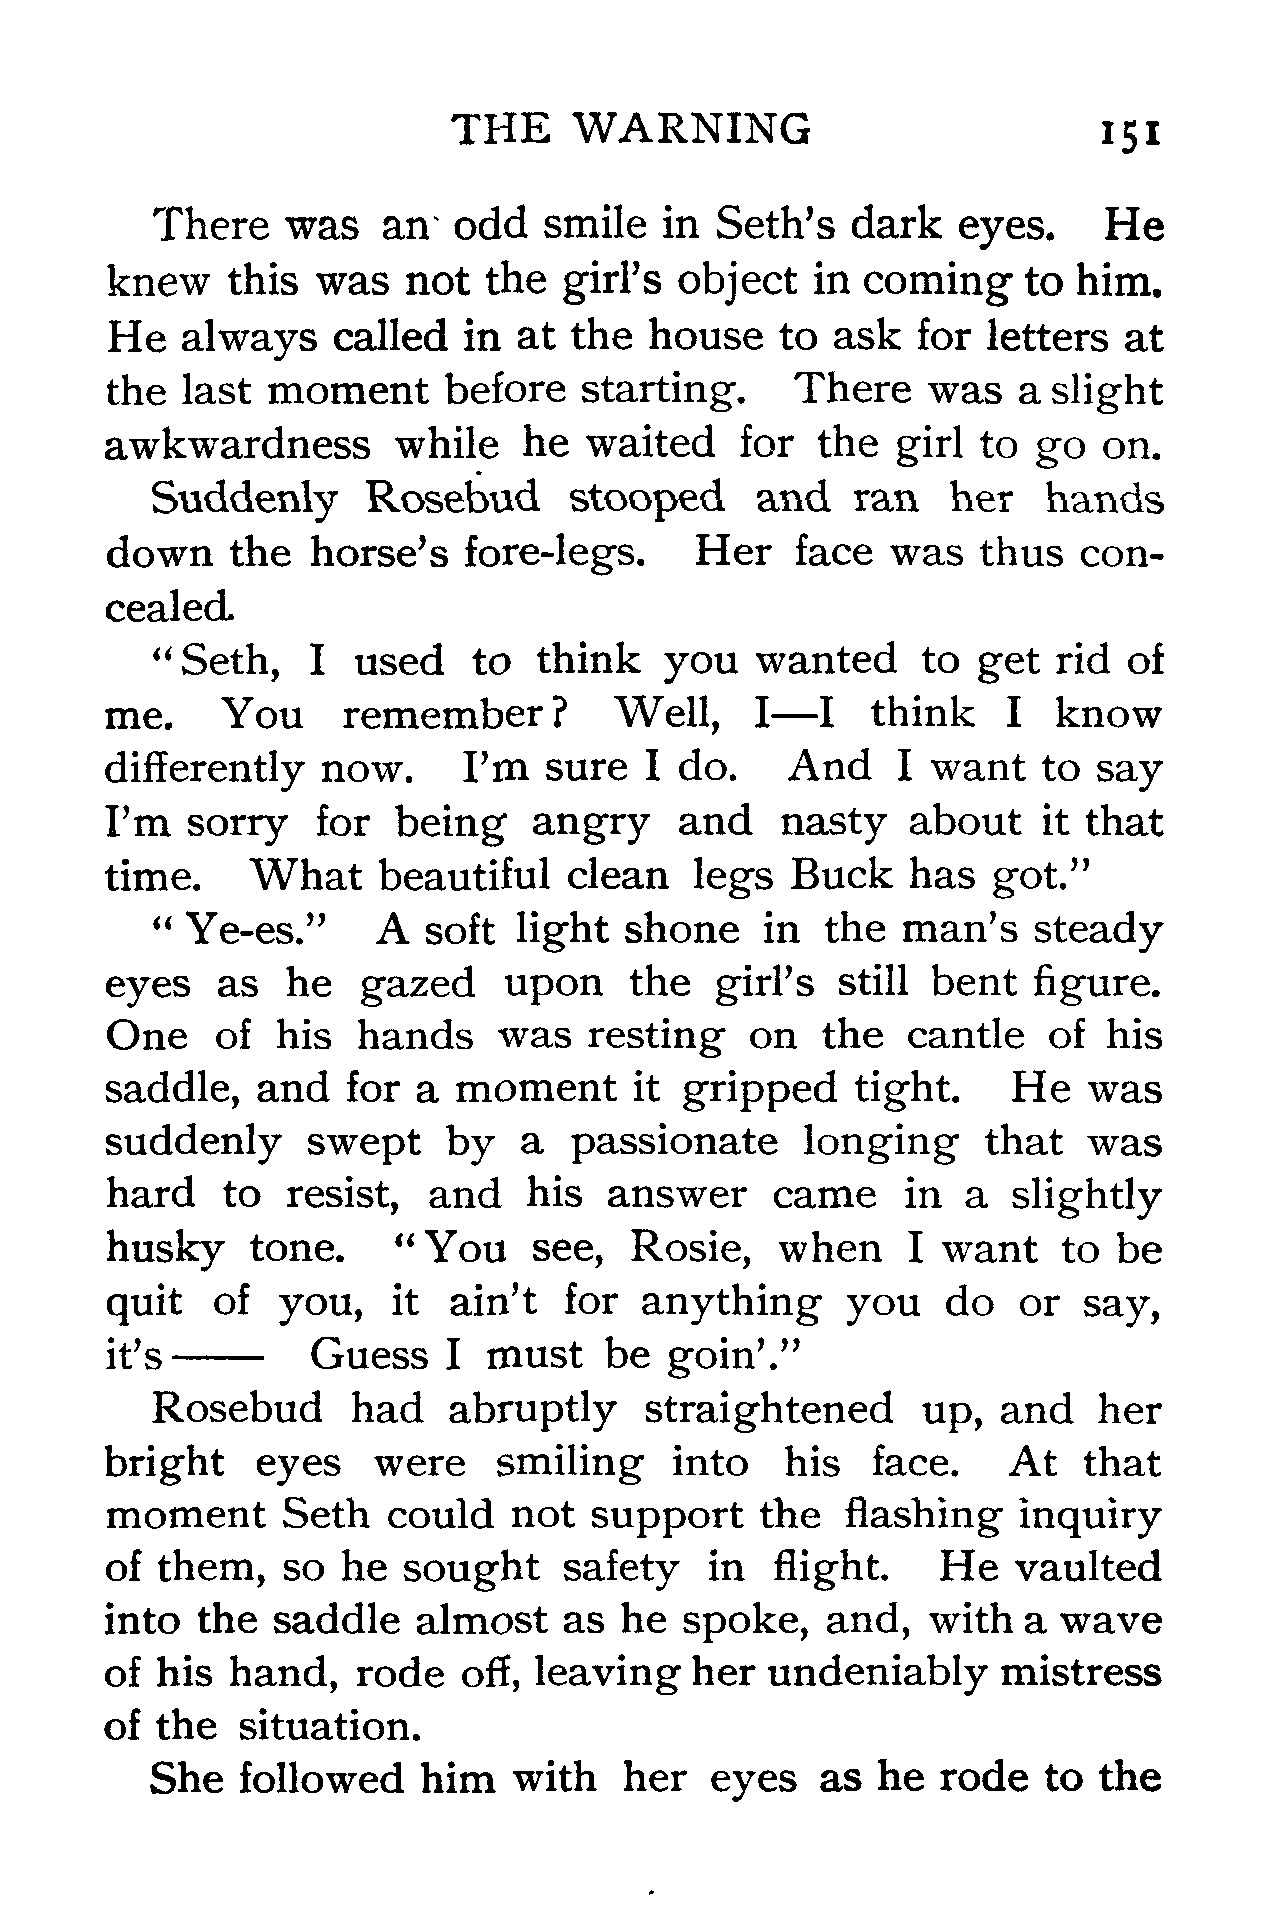 THE WARNING 151
There was an odd smile in Seth's dark eyes. He
knew this was not the girl's object in coming to him.
He always called in at the house to ask for letters at
the last moment before starting. There was a slight
awkwardness while he waited for the girl to go on.
Suddenly Rosebud stooped and ran her hands
down the horse's fore-legs. Her face was thus con-
cealed.
"Seth, I used to think you wanted to get rid of
me. You remember? Well, I—I think I know
differently now. I'm sure I do. And I want to say
I'm sorry for being angry and nasty about it that
time. What beautiful clean legs Buck has got."
"Ye-es." A soft light shone in the man's steady
eyes as he gazed upon the girl's still bent figure.
One of his hands was resting on the cantle of his
saddle, and for a moment it gripped tight. He was
suddenly swept by a passionate longing that was
hard to resist, and his answer came in a slightly
husky tone. "You see, Rosie, when I want to be
quit of you, it ain't for anything you do or say,
it's—— Guess I must be goin'."
Rosebud had abruptly straightened up, and her
bright eyes were smiling into his face. At that
moment Seth could not support the flashing inquiry
of them, so he sought safety in flight. He vaulted
into the saddle almost as he spoke, and, with a wave
of his hand, rode off, leaving her undeniably mistress
of the situation.
She followed him with her eyes as he rode to the